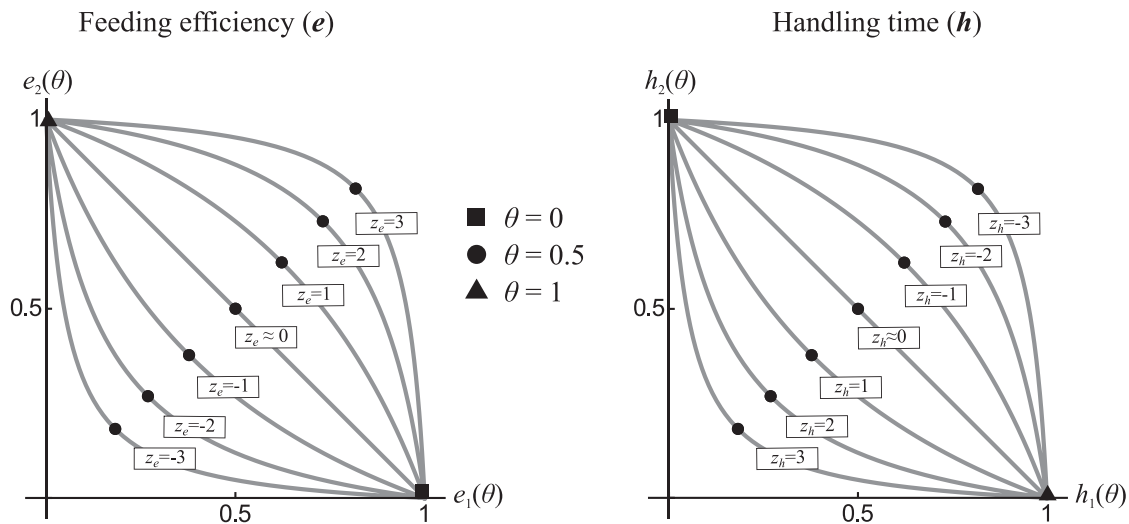 Feeding efficiency (e)
Handling time (h)
e₂(θ)
1
0.5
z_e=3
z_e=2
z_e=1
z_e≈0
z_e=-1
z_e=-2
z_e=-3
0.5
1
e₁(θ)
θ = 0
θ = 0.5
θ = 1
h₂(θ)
1
0.5
z_h=-3
z_h=-2
z_h=-1
z_h≈0
z_h=1
z_h=2
z_h=3
0.5
1
h₁(θ)